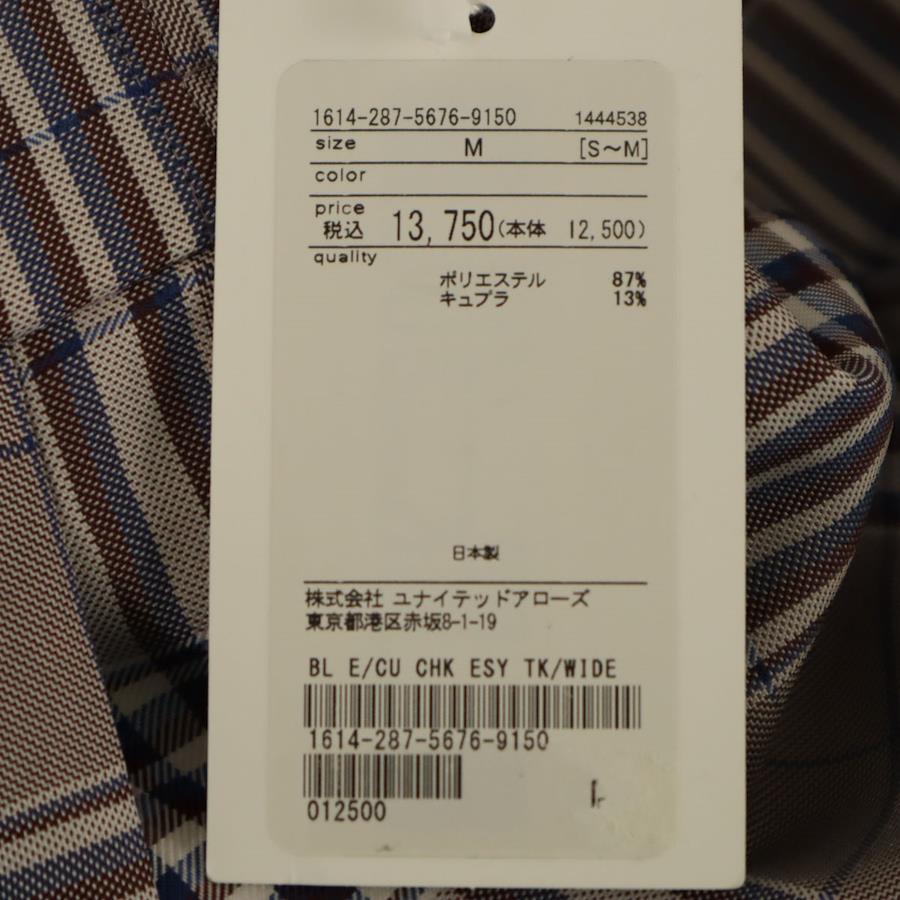 1614-287-5676-9150 1444538
size M [S〜M]
color
price
税込 13,750(本体 12,500)
quality
ポリエステル 87%
キュプラ 13%
日本製
株式会社 ユナイテッドアローズ
東京都港区赤坂8-1-19
BL E/CU CHK ESY TK/WIDE
1614-287-5676-9150
012500